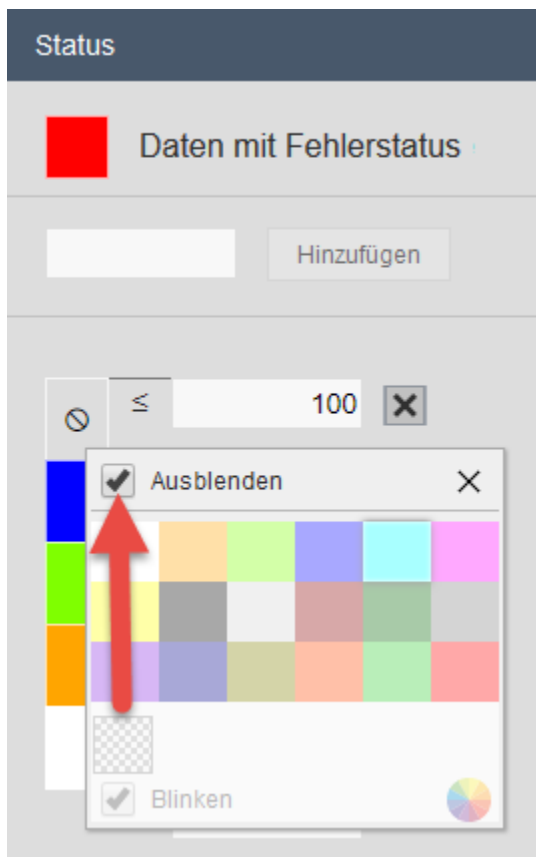 Status
Daten mit Fehlerstatus
Hinzufügen
≤ 100
Ausblenden
Blinken